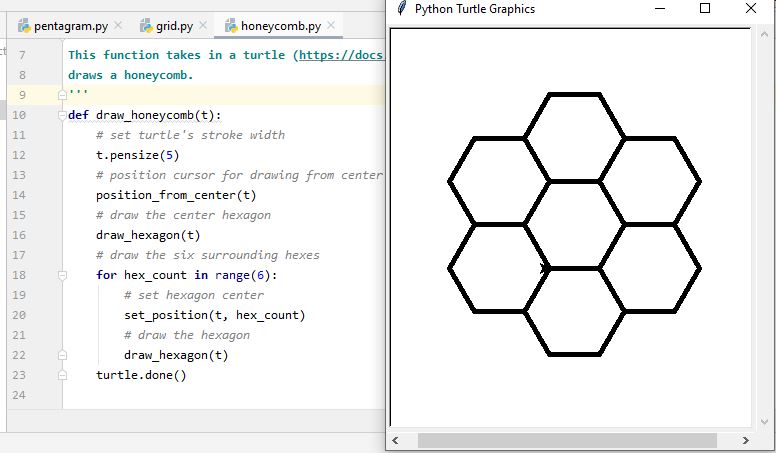 pentagram.py
grid.py
honeycomb.py
7 This function takes in a turtle (https://docs.
8 draws a honeycomb.
9 '''
10 def draw_honeycomb(t):
11 # set turtle's stroke width
12 t.pensize(5)
13 # position cursor for drawing from center
14 position_from_center(t)
15 # draw the center hexagon
16 draw_hexagon(t)
17 # draw the six surrounding hexes
18 for hex_count in range(6):
19 # set hexagon center
20 set_position(t, hex_count)
21 # draw the hexagon
22 draw_hexagon(t)
23 turtle.done()
24
Python Turtle Graphics